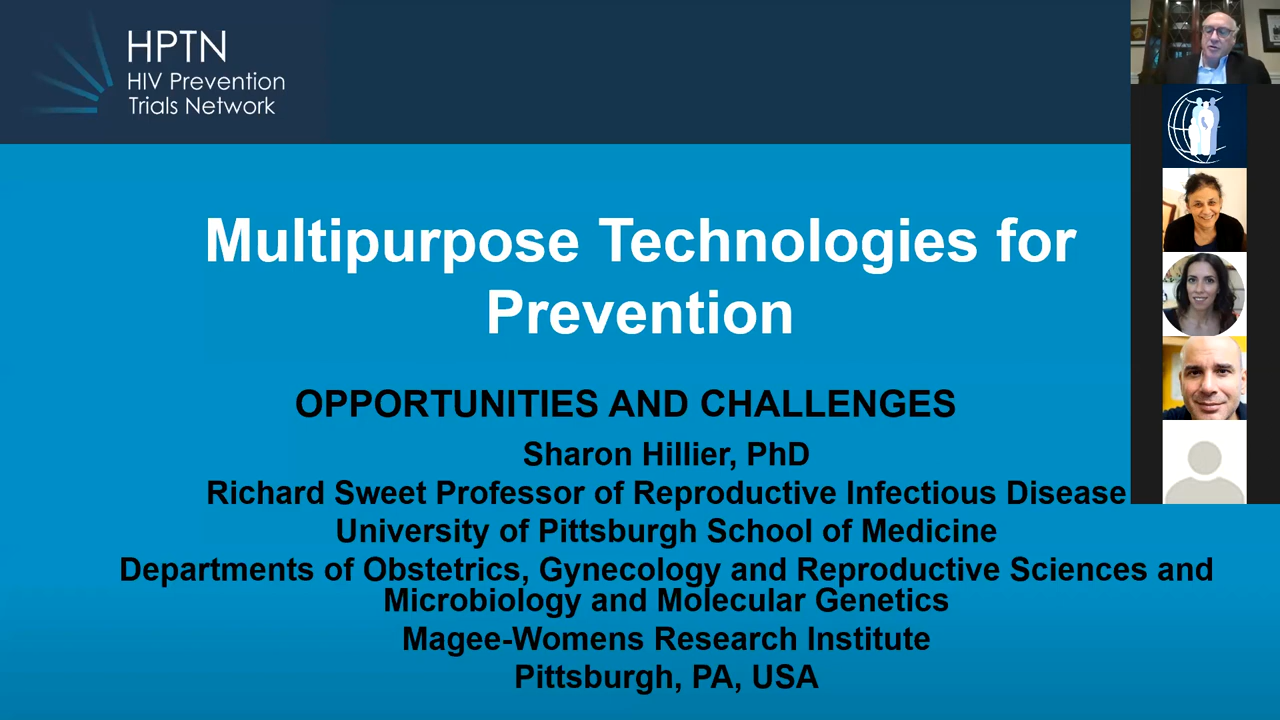 HPTN
HIV Prevention
Trials Network
Multipurpose Technologies for
Prevention
OPPORTUNITIES AND CHALLENGES
Sharon Hillier, PhD
Richard Sweet Professor of Reproductive Infectious Disease
University of Pittsburgh School of Medicine
Departments of Obstetrics, Gynecology and Reproductive Sciences and
Microbiology and Molecular Genetics
Magee-Womens Research Institute
Pittsburgh, PA, USA